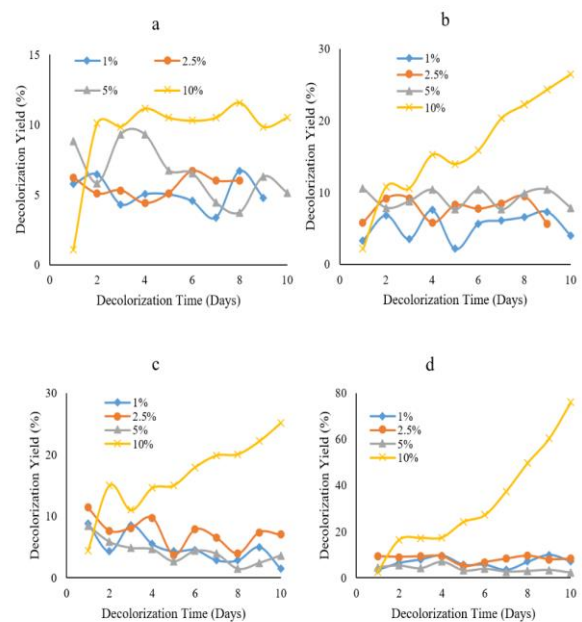 a
Decolorization Yield (%)
15
10
5
0
1%
2.5%
5%
10%
0 2 4 6 8 10
Decolorization Time (Days)
b
Decolorization Yield (%)
30
20
10
0
1%
2.5%
5%
10%
0 2 4 6 8 10
Decolorization Time (Days)
c
Decolorization Yield (%)
30
20
10
0
1%
2.5%
5%
10%
0 2 4 6 8 10
Decolorization Time (Days)
d
Decolorization Yield (%)
80
60
40
20
0
1%
2.5%
5%
10%
0 2 4 6 8 10
Decolorization Time (Days)